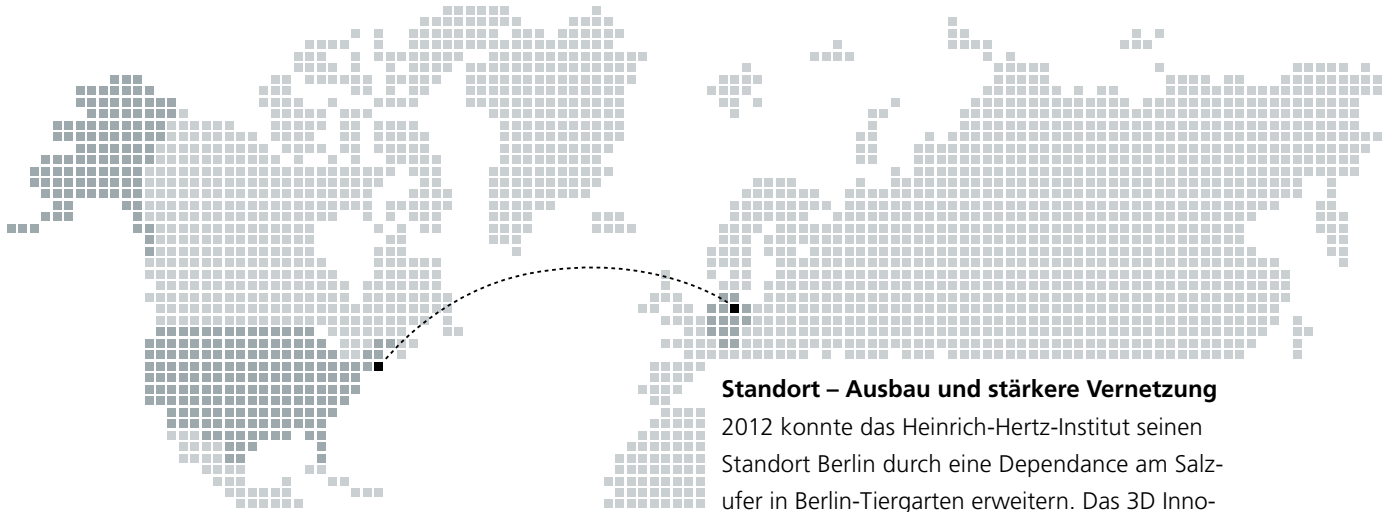 Standort – Ausbau und stärkere Vernetzung
2012 konnte das Heinrich-Hertz-Institut seinen
Standort Berlin durch eine Dependance am Salz-
ufer in Berlin-Tiergarten erweitern. Das 3D Inno-